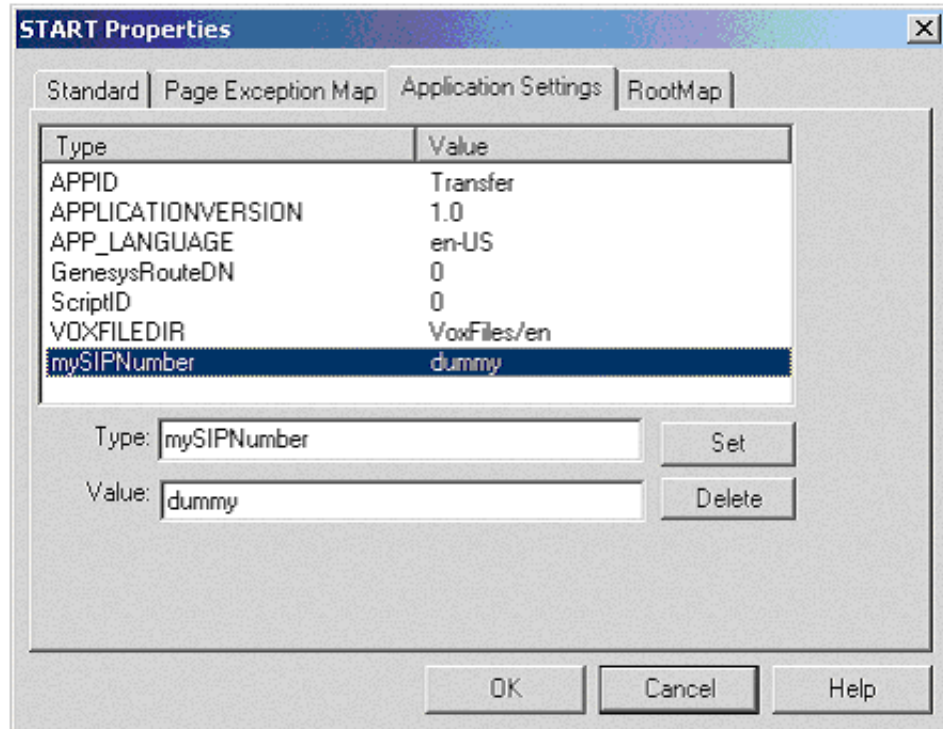 START Properties
Standard Page Exception Map Application Settings RootMap
Type Value
APPID Transfer
APPLICATIONVERSION 1.0
APP_LANGUAGE en-US
GenesysRouteDN 0
ScriptID 0
VOXFILEDIR VoxFiles/en
mySIPNumber dummy
Type: mySIPNumber Set
Value: dummy Delete
OK Cancel Help